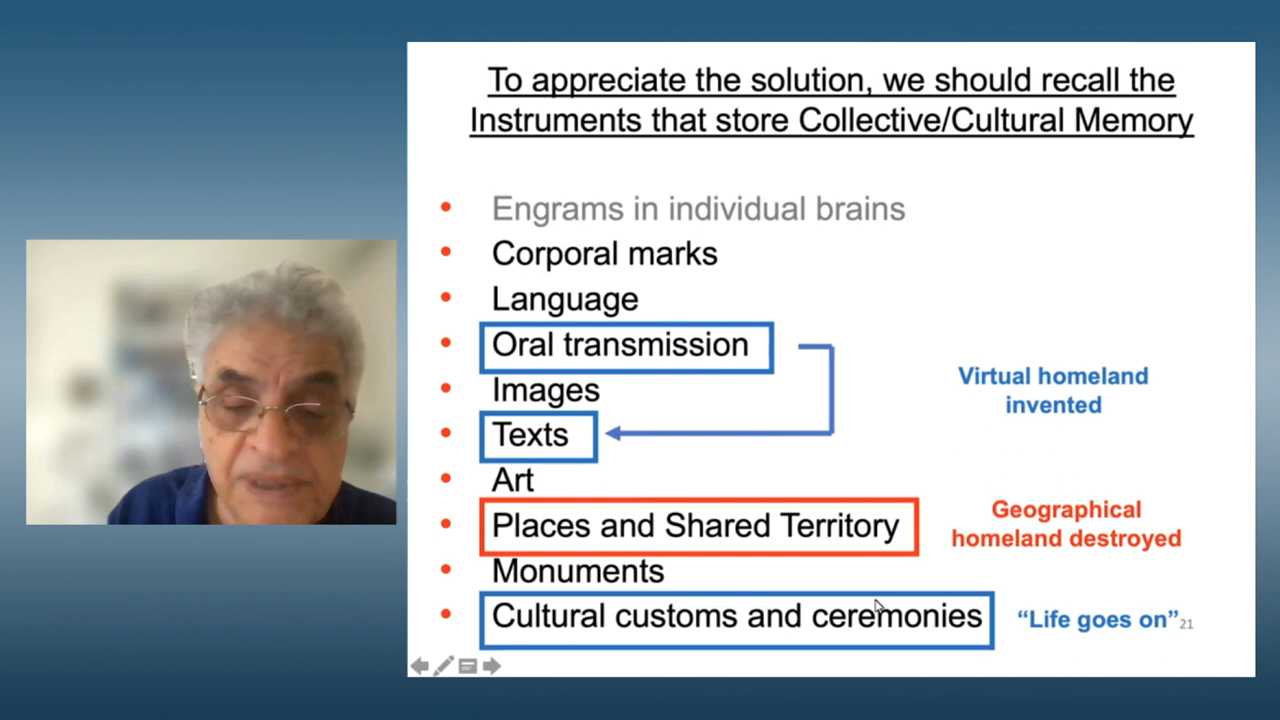 To appreciate the solution, we should recall the
Instruments that store Collective/Cultural Memory
Engrams in individual brains
Corporal marks
Language
Oral transmission
Images
Texts
Art
Places and Shared Territory
Monuments
Cultural customs and ceremonies
Virtual homeland
invented
Geographical
homeland destroyed
“Life goes on”
21